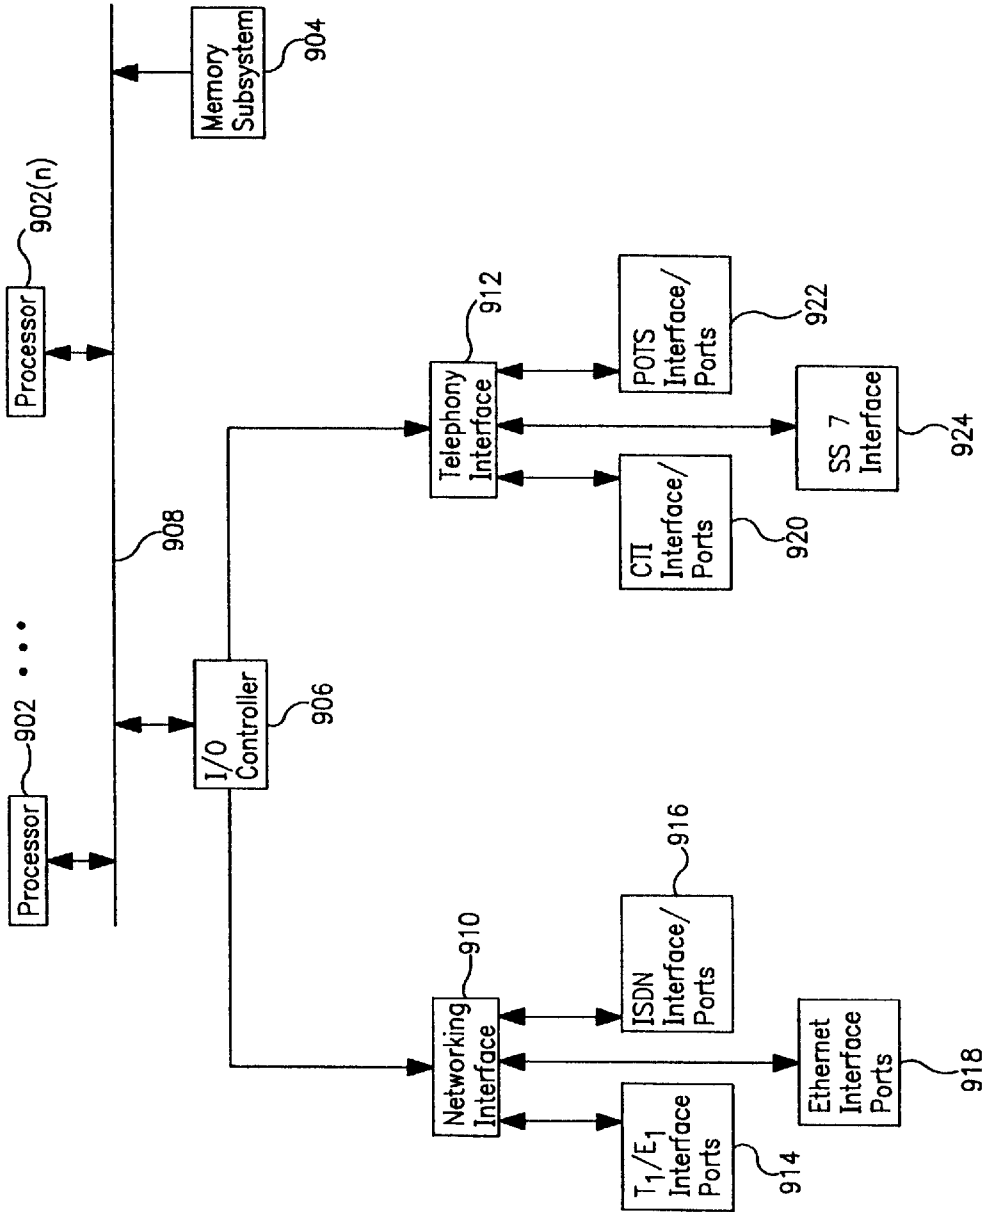 Processor
902
• • •
Processor
902(n)
908
I/O
Controller
906
Memory
Subsystem
904
Networking
Interface
910
Telephony
Interface
912
T1/E1
Interface
Ports
914
ISDN
Interface/
Ports
916
CTI
Interface/
Ports
920
POTS
Interface/
Ports
922
Ethernet
Interface
Ports
918
SS 7
Interface
924